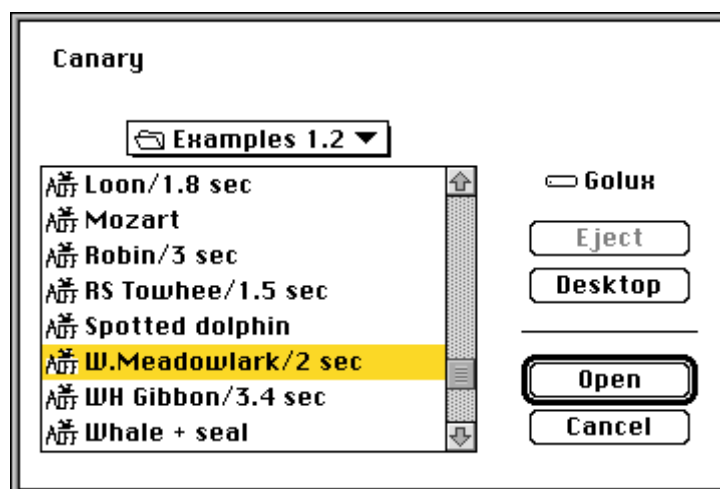 Canary
Examples 1.2
Loon/1.8 sec
Mozart
Robin/3 sec
RS Towhee/1.5 sec
Spotted dolphin
W.Meadowlark/2 sec
WH Gibbon/3.4 sec
Whale + seal
Golux
Eject
Desktop
Open
Cancel